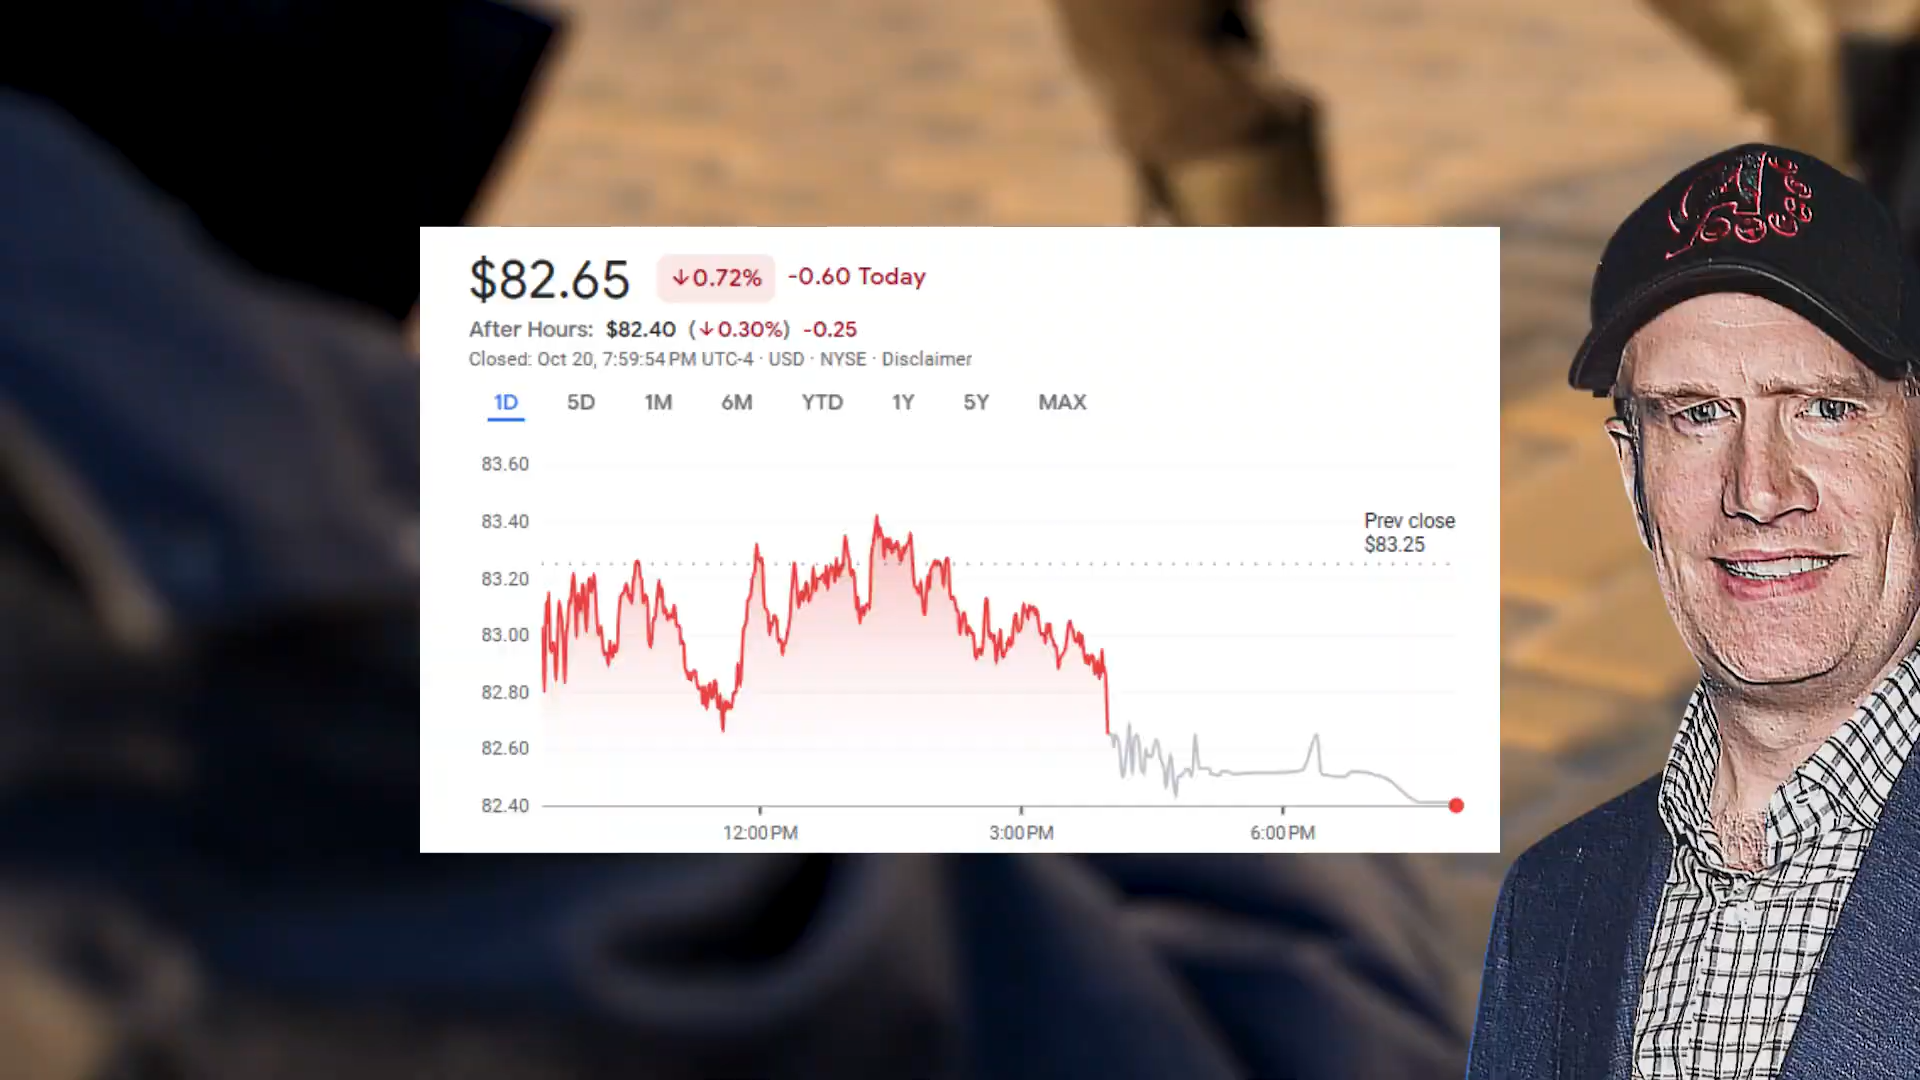 $82.65 ↓0.72% -0.60 Today
After Hours: $82.40 (↓0.30%) -0.25
Closed: Oct 20, 7:59:54 PM UTC-4 · USD · NYSE · Disclaimer
1D 5D 1M 6M YTD 1Y 5Y MAX
83.60
83.40
Prev close
$83.25
83.20
83.00
82.80
82.60
82.40
12:00 PM 3:00 PM 6:00 PM